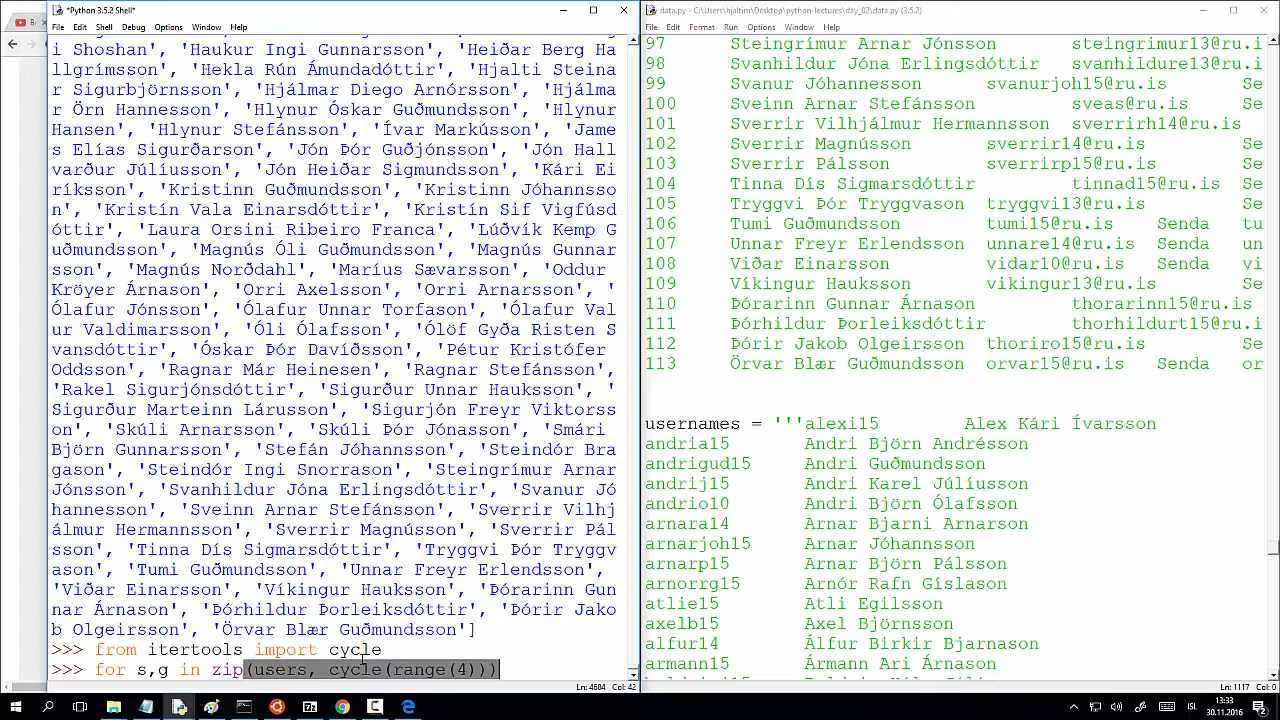 *Python 3.5.2 Shell*
File Edit Shell Debug Options Window Help
i Shoshan', 'Haukur Ingi Gunnarsson', 'Heiðar Berg Ha
llgrímsson', 'Hekla Rún Ámundadóttir', 'Hjalti Steina
r Sigurbjörnsson', 'Hjálmar Diego Arnórsson', 'Hjálma
r Örn Hannesson', 'Hlynur Óskar Guðmundsson', 'Hlynur
Hansen', 'Hlynur Stefánsson', 'Ívar Markússon', 'Jame
s Elías Sigurðarson', 'Jón Þór Guðjónsson', 'Jón Hall
varður Júlíusson', 'Jón Heiðar Sigmundsson', 'Kári Ei
ríksson', 'Kristinn Guðmundsson', 'Kristinn Jóhannsso
n', 'Kristín Vala Einarsdóttir', 'Kristín Sif Vigfúsd
óttir', 'Laura Orsini Ribeiro Franca', 'Lúðvík Kemp G
uðmundsson', 'Magnús Óli Guðmundsson', 'Magnús Gunnar
sson', 'Magnús Norðdahl', 'Maríus Sævarsson', 'Oddur
Kröyer Árnason', 'Orri Axelsson', 'Orri Arnarsson', '
Ólafur Jónsson', 'Ólafur Unnar Torfason', 'Ólafur Val
ur Valdimarsson', 'Óli Ólafsson', 'Ólöf Gyða Risten S
vansdóttir', 'Óskar Þór Davíðsson', 'Pétur Kristófer
Oddsson', 'Ragnar Már Heinesen', 'Ragnar Stefánsson',
'Rakel Sigurjónsdóttir', 'Sigurður Unnar Hauksson', '
Sigurður Marteinn Lárusson', 'Sigurjón Freyr Viktorss
son', 'Skúli Arnarsson', 'Skúli Þór Jónasson', 'Smári
Björn Gunnarsson', 'Stefán Jóhannsson', 'Steindór Bra
gason', 'Steindór Ingi Snorrason', 'Steingrímur Arnar
Jónsson', 'Svanhildur Jóna Erlingsdóttir', 'Svanur Jó
hannesson', 'Sveinn Arnar Stefánsson', 'Sverrir Vilhj
álmur Hermannsson', 'Sverrir Magnússon', 'Sverrir Pál
sson', 'Tinna Dís Sigmarsdóttir', 'Tryggvi Þór Tryggv
ason', 'Tumi Guðmundsson', 'Unnar Freyr Erlendsson',
'Viðar Einarsson', 'Víkingur Hauksson', 'Þórarinn Gun
nar Árnason', 'Þórhildur Þorleiksdóttir', 'Þórir Jako
b Olgeirsson', 'Örvar Blær Guðmundsson']
>>> from itertools import cycle
>>> for s,g in zip(users, cycle(range(4)))
Ln: 4684 Col: 42
data.py - C:\Users\hjaltim\Desktop\python-lectures\day_02\data.py (3.5.2)
File Edit Format Run Options Window Help
97 Steingrímur Arnar Jónsson steingrimur13@ru.i
98 Svanhildur Jóna Erlingsdóttir svanhildure13@ru.i
99 Svanur Jóhannesson svanurjoh15@ru.is Se
100 Sveinn Arnar Stefánsson sveas@ru.is Se
101 Sverrir Vilhjálmur Hermannsson sverrirh14@ru.is
102 Sverrir Magnússon sverrir14@ru.is Se
103 Sverrir Pálsson sverrirp15@ru.is Se
104 Tinna Dís Sigmarsdóttir tinnad15@ru.is Se
105 Tryggvi Þór Tryggvason tryggvi13@ru.is Se
106 Tumi Guðmundsson tumi15@ru.is Senda tu
107 Unnar Freyr Erlendsson unnare14@ru.is un
108 Viðar Einarsson vidar10@ru.is Senda vi
109 Víkingur Hauksson vikingur13@ru.is Se
110 Þórarinn Gunnar Árnason thorarinn15@ru.is
111 Þórhildur Þorleiksdóttir thorhildurt15@ru.i
112 Þórir Jakob Olgeirsson thoriro15@ru.is Se
113 Örvar Blær Guðmundsson orvar15@ru.is Senda or
usernames = '''alexi15 Alex Kári Ívarsson
andria15 Andri Björn Andrésson
andrigud15 Andri Guðmundsson
andrij15 Andri Karel Júlíusson
andrio10 Andri Björn Ólafsson
arnara14 Arnar Bjarni Arnarson
arnarjoh15 Arnar Jóhannsson
arnarp15 Arnar Björn Pálsson
arnorrg15 Arnór Rafn Gíslason
atlie15 Atli Egilsson
axelb15 Axel Björnsson
alfur14 Álfur Birkir Bjarnason
armann15 Ármann Ari Árnason
Ln: 1117 Col: 0
ÍSL
13:33
30.11.2016